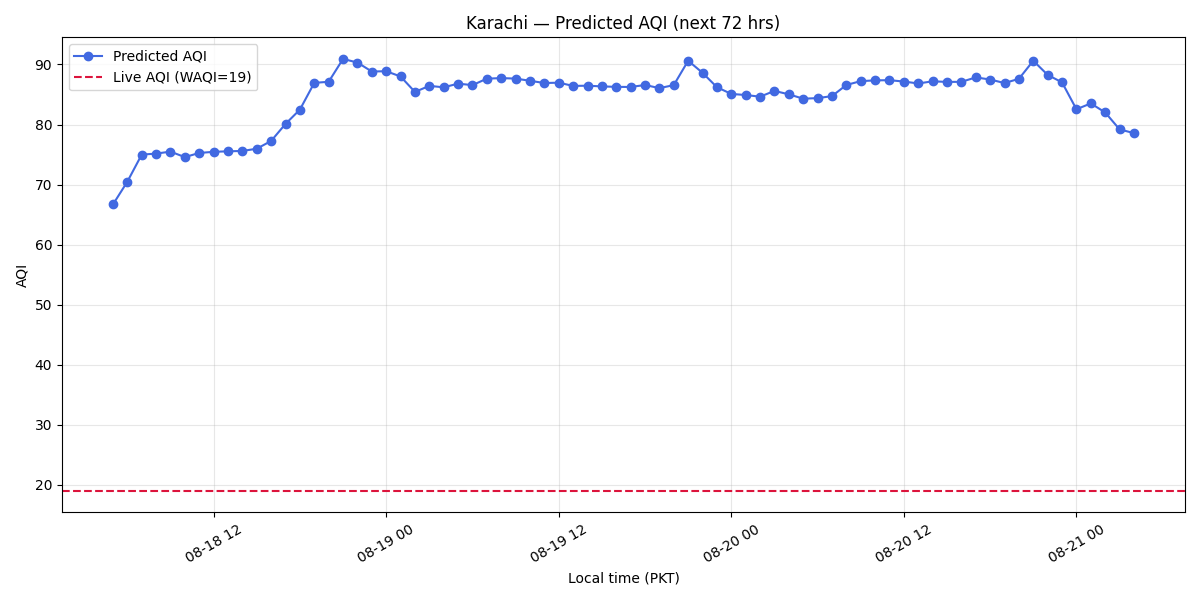 Karachi — Predicted AQI (next 72 hrs)
Predicted AQI
Live AQI (WAQI=19)
AQI
90
80
70
60
50
40
30
20
08-18 12
08-19 00
08-19 12
08-20 00
08-20 12
08-21 00
Local time (PKT)